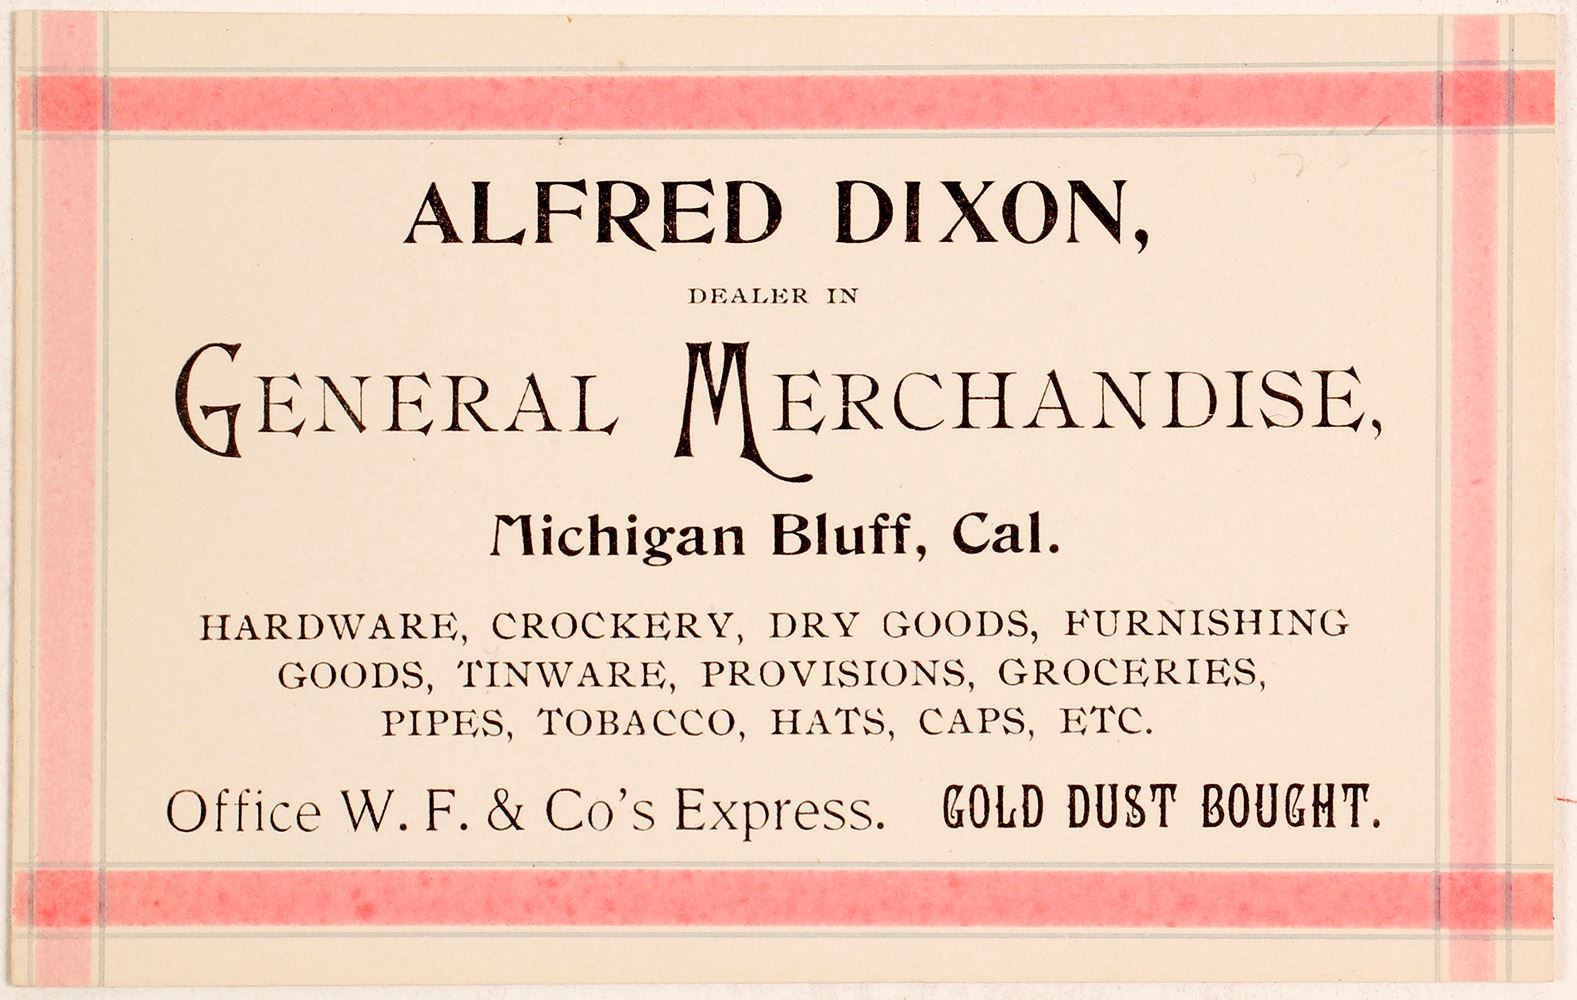 ALFRED DIXON,
DEALER IN
GENERAL MERCHANDISE,
Michigan Bluff, Cal.
HARDWARE, CROCKERY, DRY GOODS, FURNISHING
GOODS, TINWARE, PROVISIONS, GROCERIES,
PIPES, TOBACCO, HATS, CAPS, ETC.
Office W. F. & Co's Express. GOLD DUST BOUGHT.